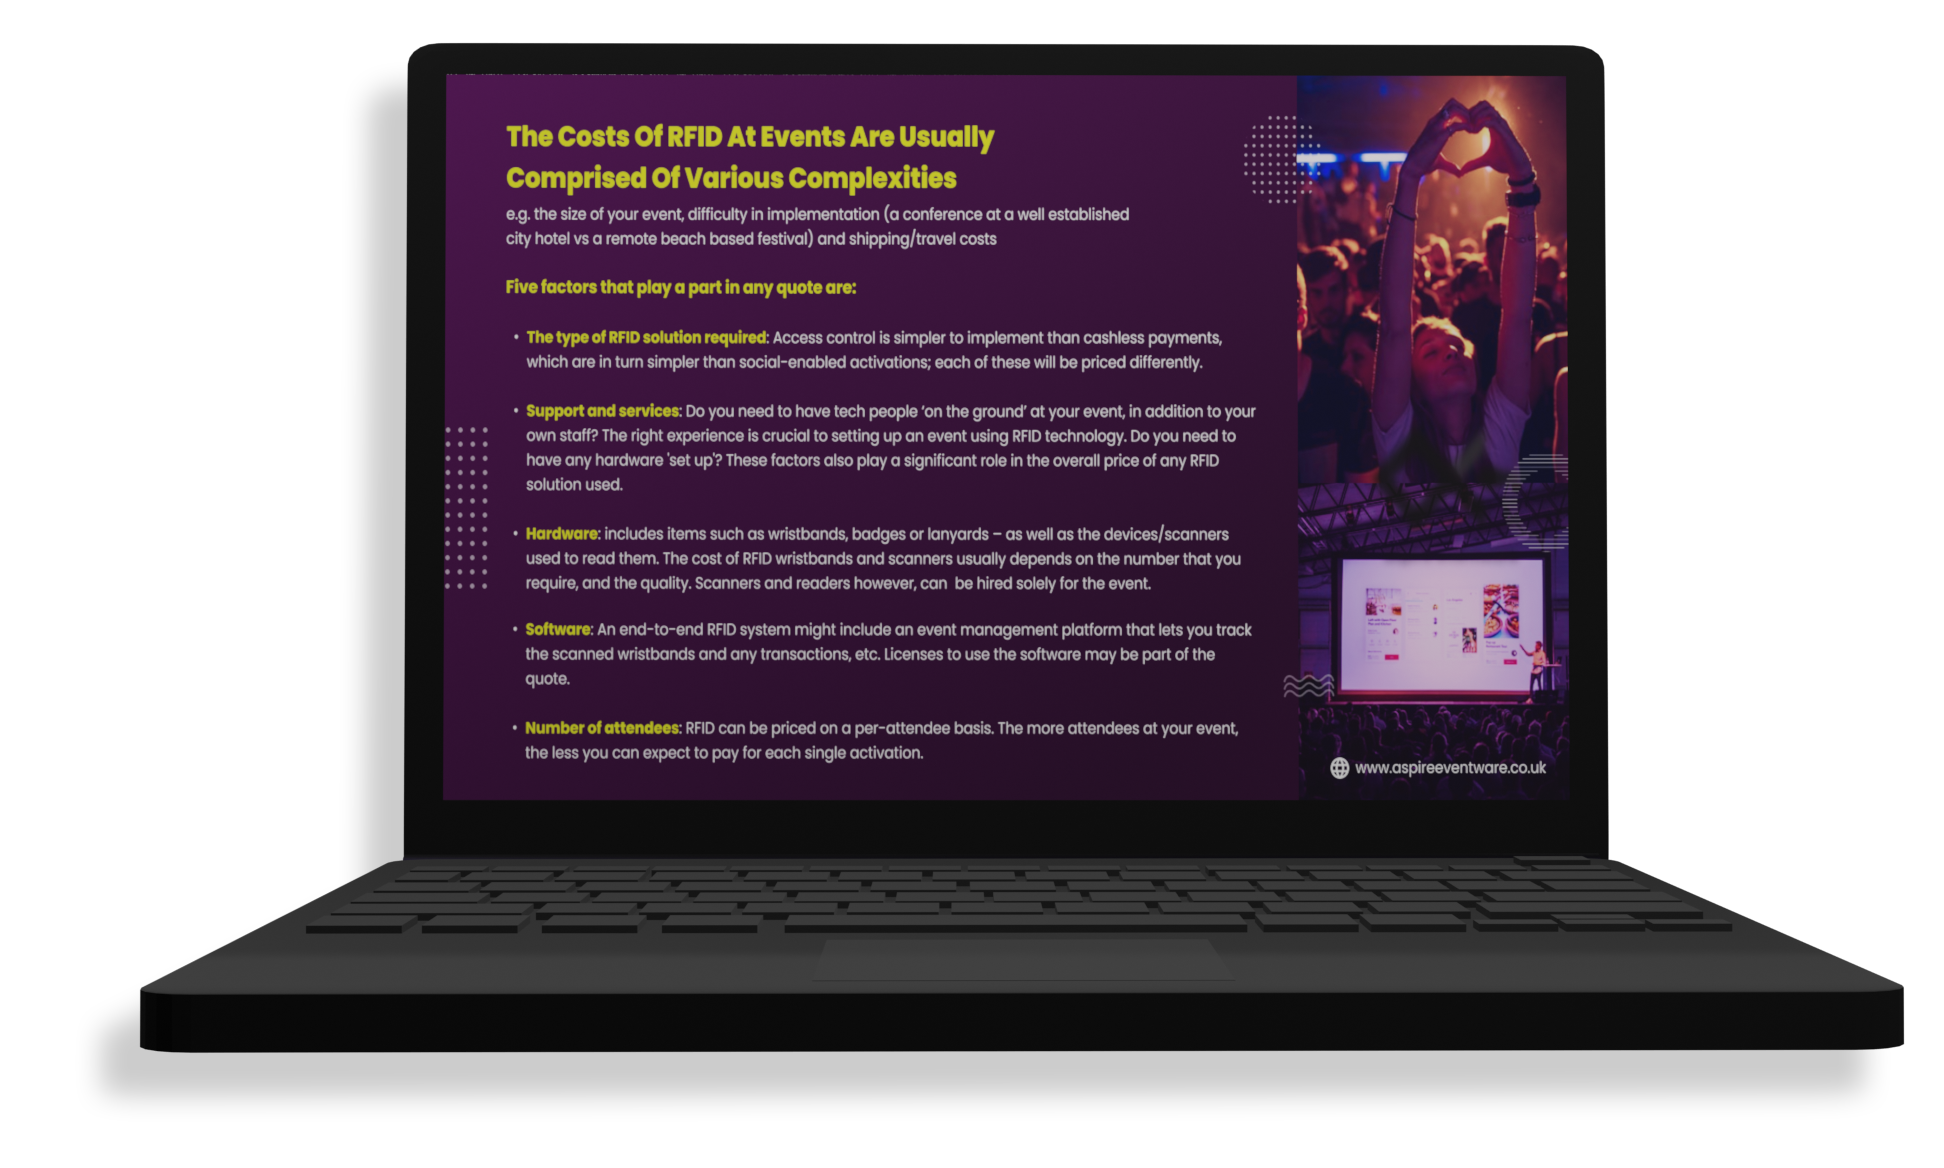 The Costs Of RFID At Events Are Usually
Comprised Of Various Complexities
e.g. the size of your event, difficulty in implementation (a conference at a well established
city hotel vs a remote beach based festival) and shipping/travel costs
Five factors that play a part in any quote are:
• The type of RFID solution required: Access control is simpler to implement than cashless payments,
which are in turn simpler than social-enabled activations; each of these will be priced differently.
• Support and services: Do you need to have tech people ‘on the ground’ at your event, in addition to your
own staff? The right experience is crucial to setting up an event using RFID technology. Do you need to
have any hardware 'set up'? These factors also play a significant role in the overall price of any RFID
solution used.
• Hardware: includes items such as wristbands, badges or lanyards – as well as the devices/scanners
used to read them. The cost of RFID wristbands and scanners usually depends on the number that you
require, and the quality. Scanners and readers however, can be hired solely for the event.
• Software: An end-to-end RFID system might include an event management platform that lets you track
the scanned wristbands and any transactions, etc. Licenses to use the software may be part of the
quote.
• Number of attendees: RFID can be priced on a per-attendee basis. The more attendees at your event,
the less you can expect to pay for each single activation.
www.aspireeventware.co.uk